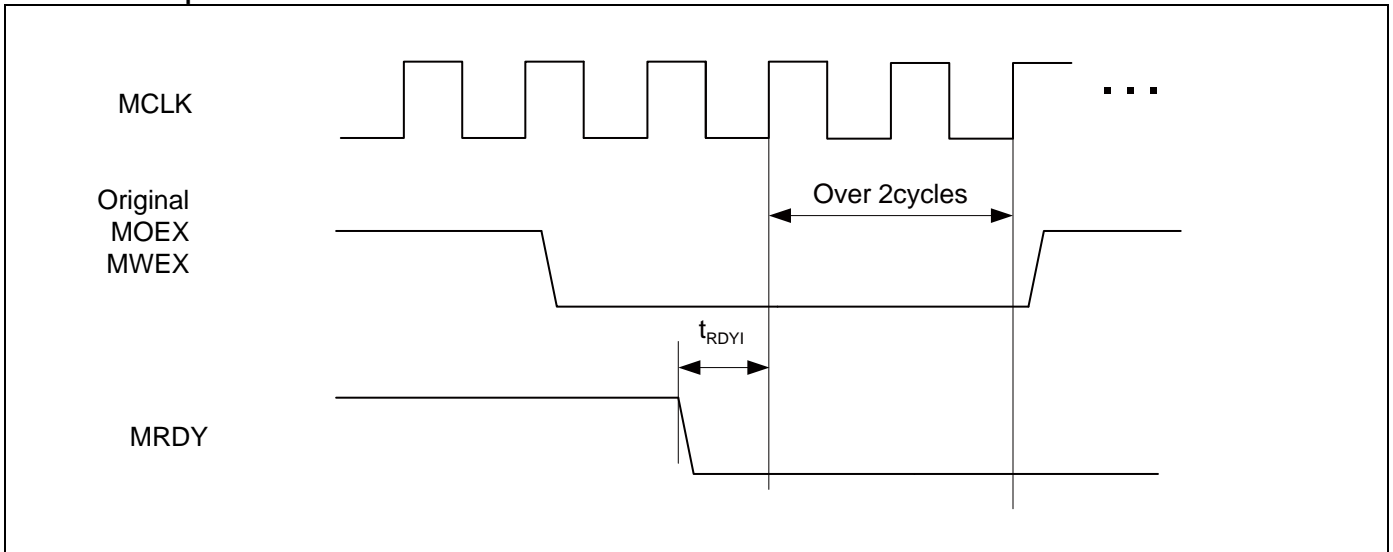 MCLK
. . .
Original
MOEX
MWEX
Over 2cycles
tRDYI
MRDY